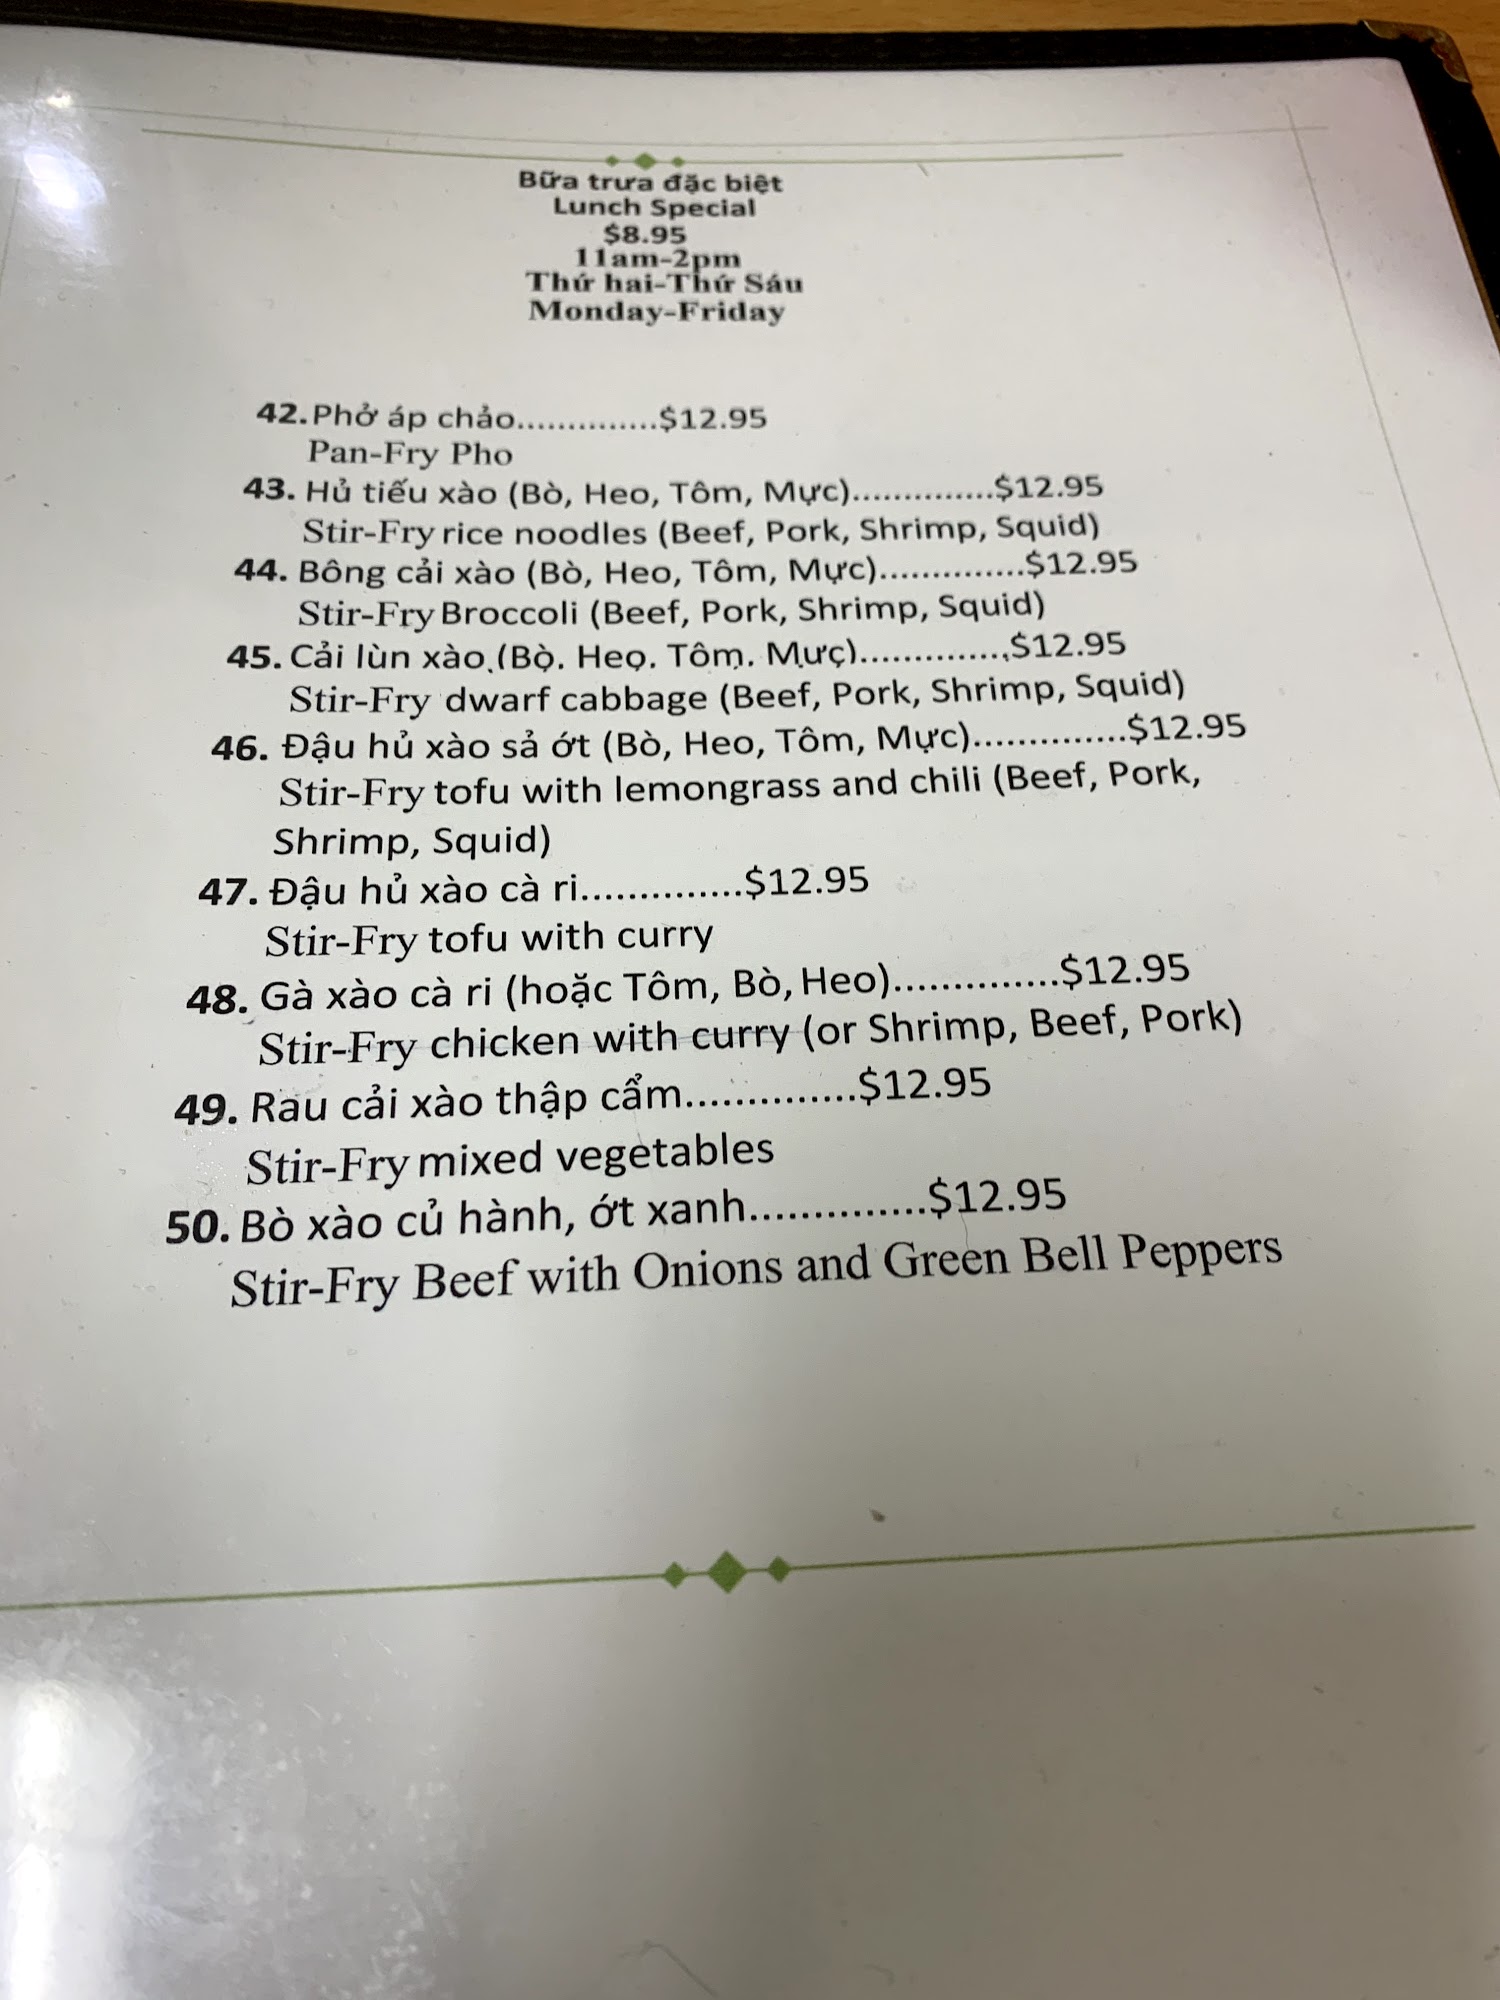 Bữa trưa đặc biệt
Lunch Special
$8.95
11am-2pm
Thứ hai-Thứ Sáu
Monday-Friday
42. Phở áp chảo..............$12.95
Pan-Fry Pho
43. Hủ tiếu xào (Bò, Heo, Tôm, Mực)..............$12.95
Stir-Fry rice noodles (Beef, Pork, Shrimp, Squid)
44. Bông cải xào (Bò, Heo, Tôm, Mực)..............$12.95
Stir-Fry Broccoli (Beef, Pork, Shrimp, Squid)
45. Cải lùn xào (Bò. Heo. Tôm. Mực)..............$12.95
Stir-Fry dwarf cabbage (Beef, Pork, Shrimp, Squid)
46. Đậu hủ xào sả ớt (Bò, Heo, Tôm, Mực)..............$12.95
Stir-Fry tofu with lemongrass and chili (Beef, Pork,
Shrimp, Squid)
47. Đậu hủ xào cà ri..............$12.95
Stir-Fry tofu with curry
48. Gà xào cà ri (hoặc Tôm, Bò, Heo)..............$12.95
Stir-Fry chicken with curry (or Shrimp, Beef, Pork)
49. Rau cải xào thập cẩm..............$12.95
Stir-Fry mixed vegetables
50. Bò xào củ hành, ớt xanh..............$12.95
Stir-Fry Beef with Onions and Green Bell Peppers